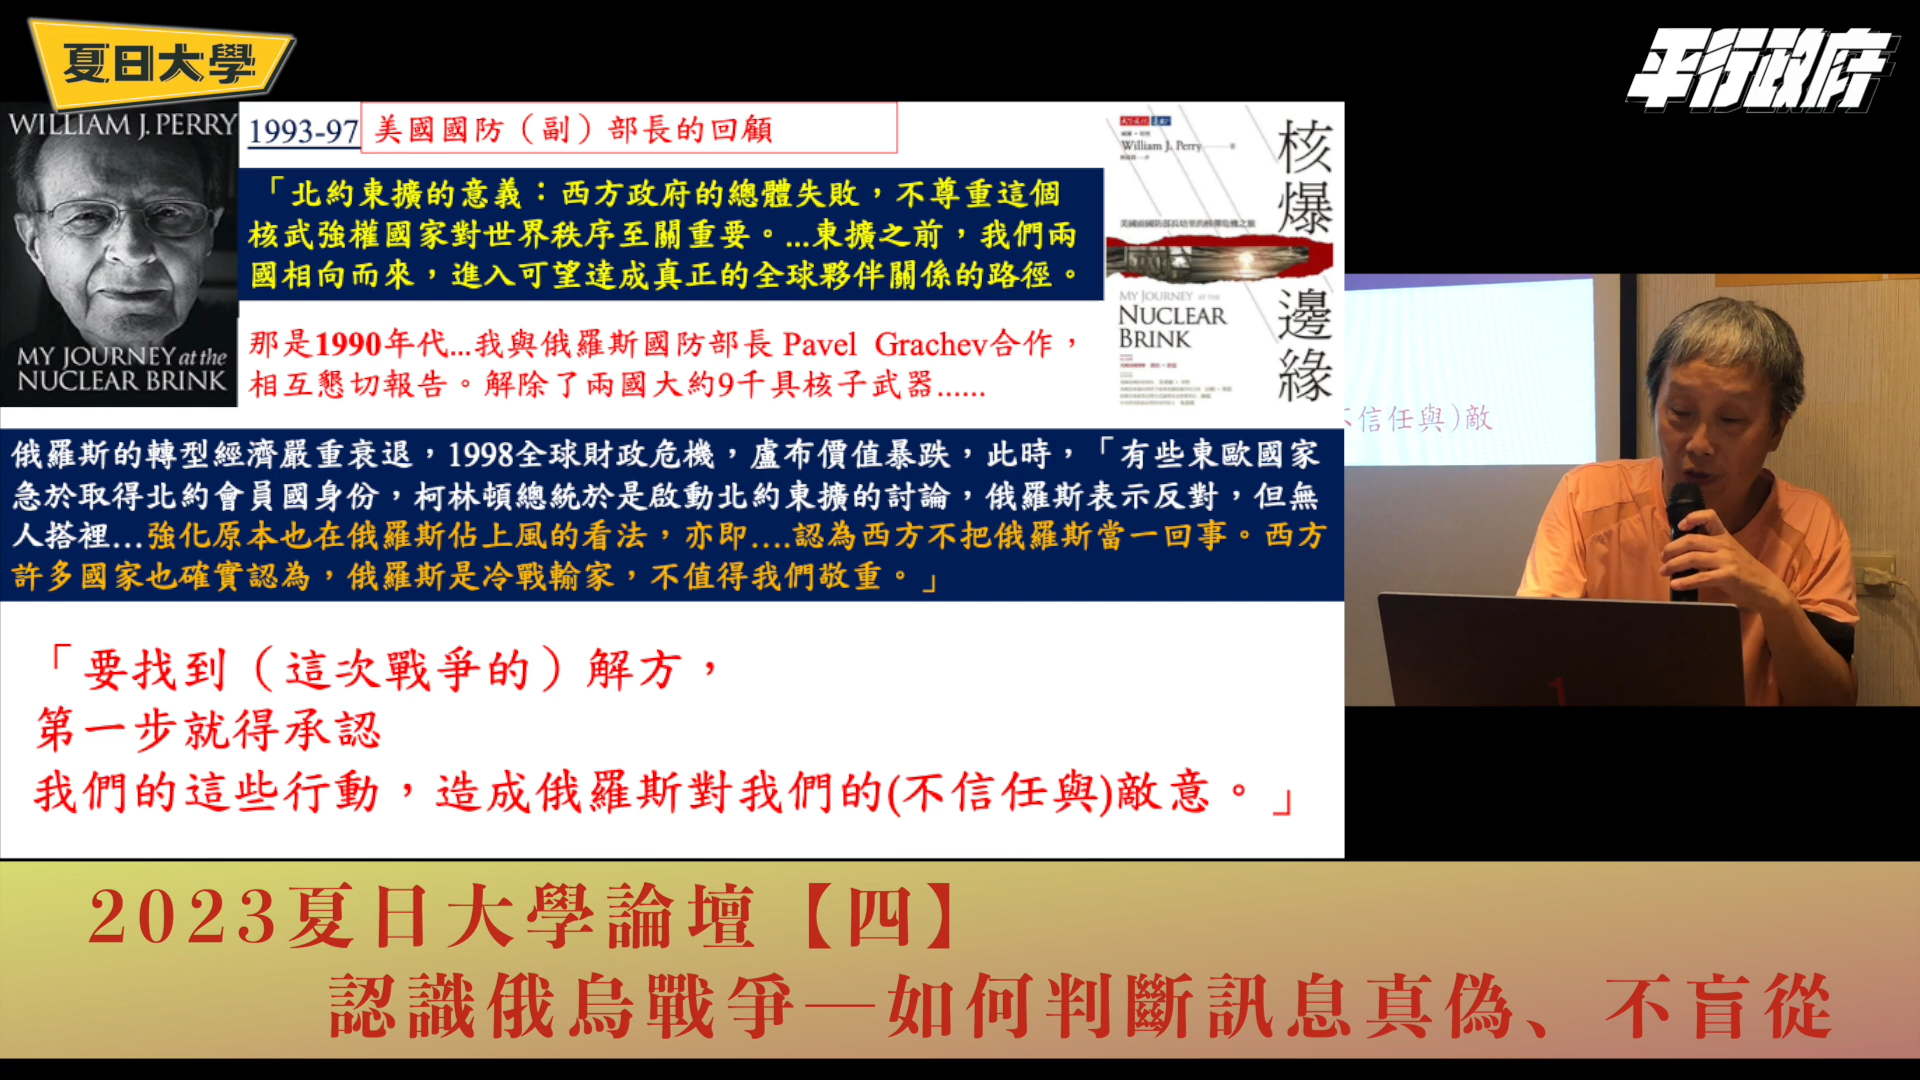 夏日大學
平行政府
WILLIAM J. PERRY
MY JOURNEY at the
NUCLEAR BRINK
1993-97
美國國防（副）部長的回顧
「北約東擴的意義：西方政府的總體失敗，不尊重這個
核武強權國家對世界秩序至關重要。...東擴之前，我們兩
國相向而來，進入可望達成真正的全球夥伴關係的路徑。
那是1990年代...我與俄羅斯國防部長 Pavel Grachev合作，
相互懇切報告。解除了兩國大約9千具核子武器......
William J. Perry
核爆邊緣
MY JOURNEY AT THE
NUCLEAR
BRINK
俄羅斯的轉型經濟嚴重衰退，1998全球財政危機，盧布價值暴跌，此時，「有些東歐國家
急於取得北約會員國身份，柯林頓總統於是啟動北約東擴的討論，俄羅斯表示反對，但無
人搭裡…強化原本也在俄羅斯佔上風的看法，亦即….認為西方不把俄羅斯當一回事。西方
許多國家也確實認為，俄羅斯是冷戰輸家，不值得我們敬重。」
「要找到（這次戰爭的）解方，
第一步就得承認
我們的這些行動，造成俄羅斯對我們的(不信任與)敵意。」
信任與)敵
2023夏日大學論壇【四】
認識俄烏戰爭—如何判斷訊息真偽、不盲從